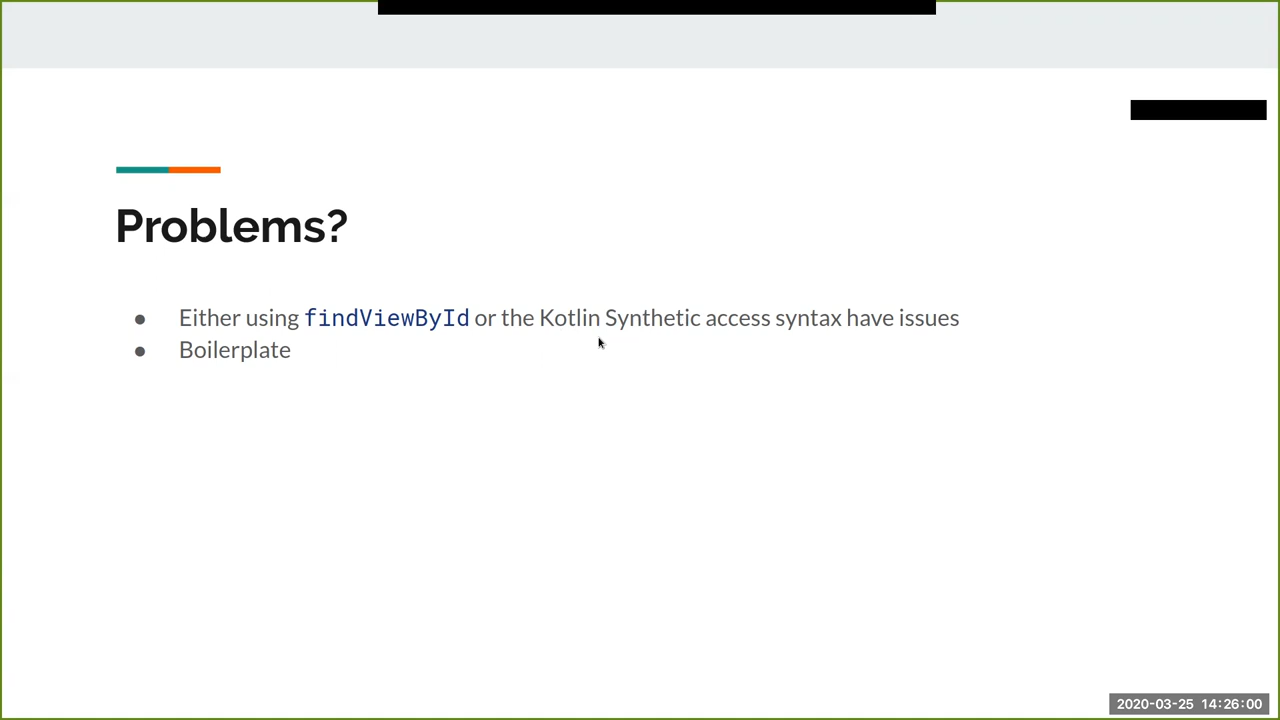 Problems?
● Either using findViewById or the Kotlin Synthetic access syntax have issues
● Boilerplate
2020-03-25 14:26:00